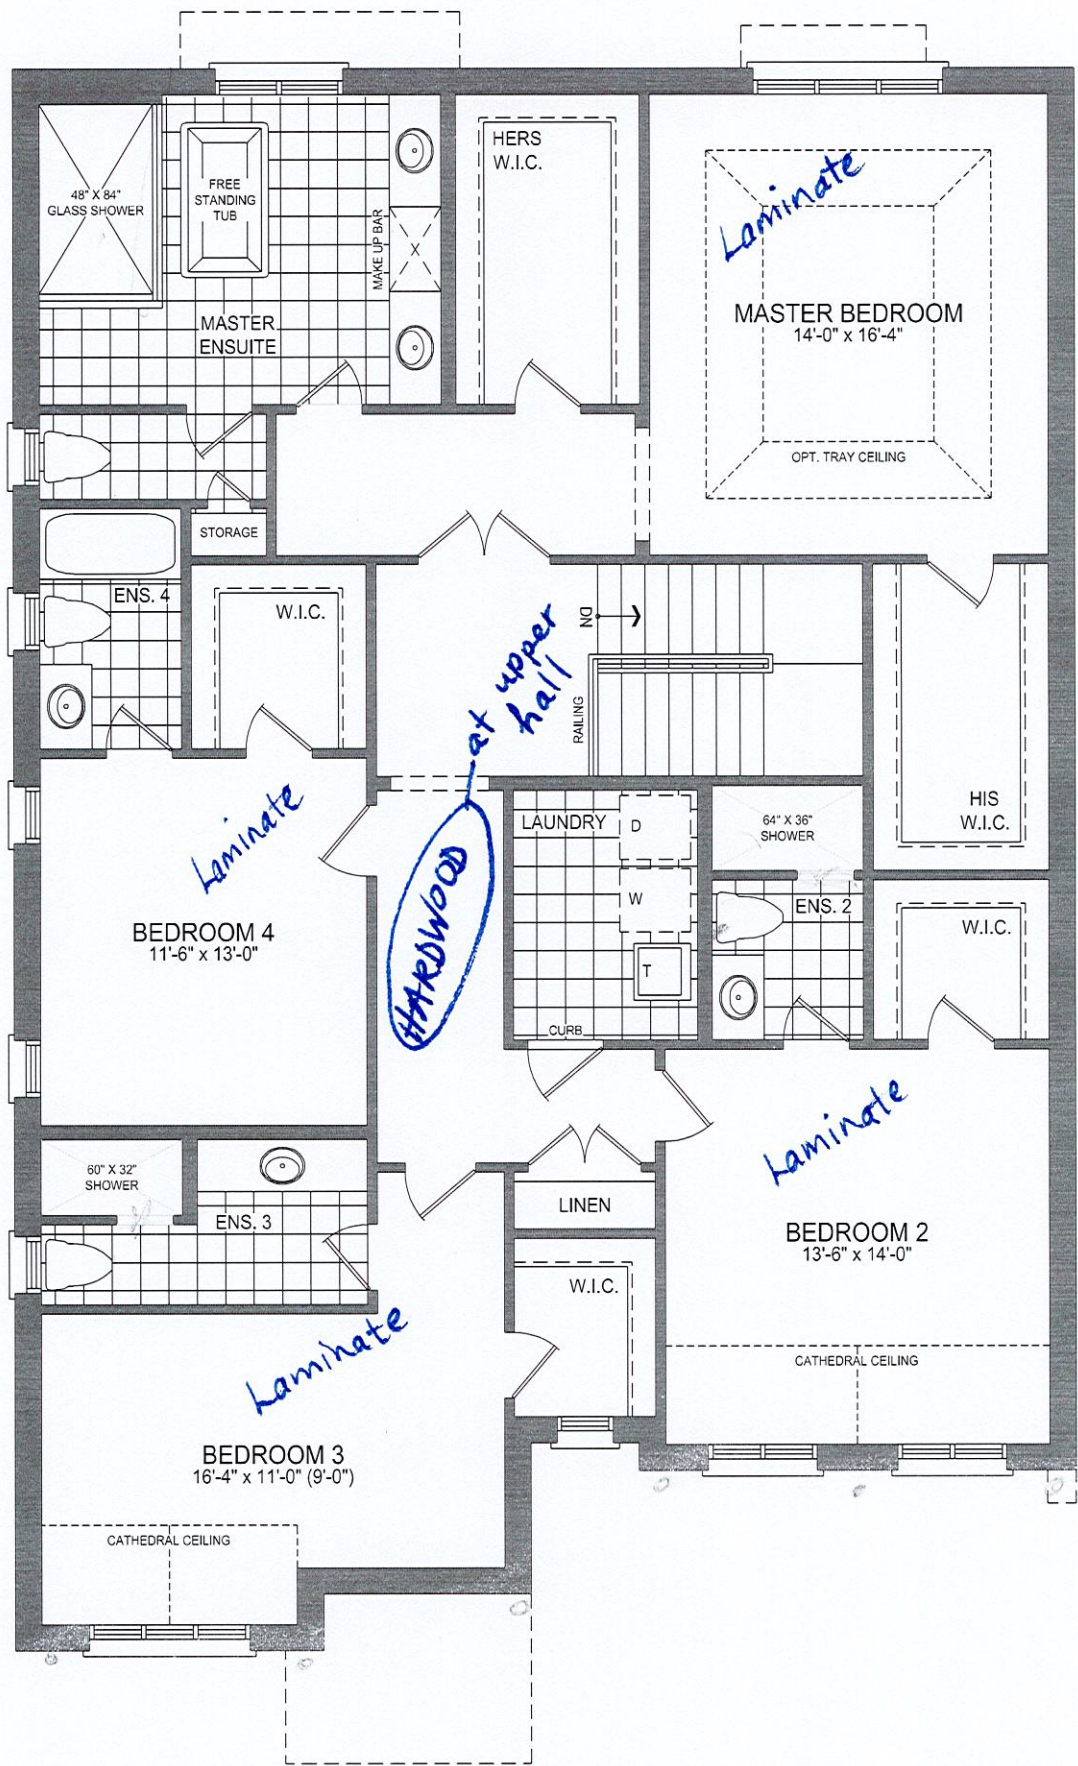 HERS
W.I.C.
48" X 84"
GLASS SHOWER
FREE
STANDING
TUB
MAKE UP BAR
X
MASTER
ENSUITE
Laminate
MASTER BEDROOM
14'-0" x 16'-4"
OPT. TRAY CEILING
STORAGE
ENS. 4
W.I.C.
DN
RAILING
at upper
hall
HARDWOOD
LAUNDRY
D
W
T
CURB
64" X 36"
SHOWER
ENS. 2
HIS
W.I.C.
W.I.C.
Laminate
BEDROOM 4
11'-6" x 13'-0"
60" X 32"
SHOWER
ENS. 3
LINEN
W.I.C.
Laminate
BEDROOM 2
13'-6" x 14'-0"
CATHEDRAL CEILING
Laminate
BEDROOM 3
16'-4" x 11'-0" (9'-0")
CATHEDRAL CEILING